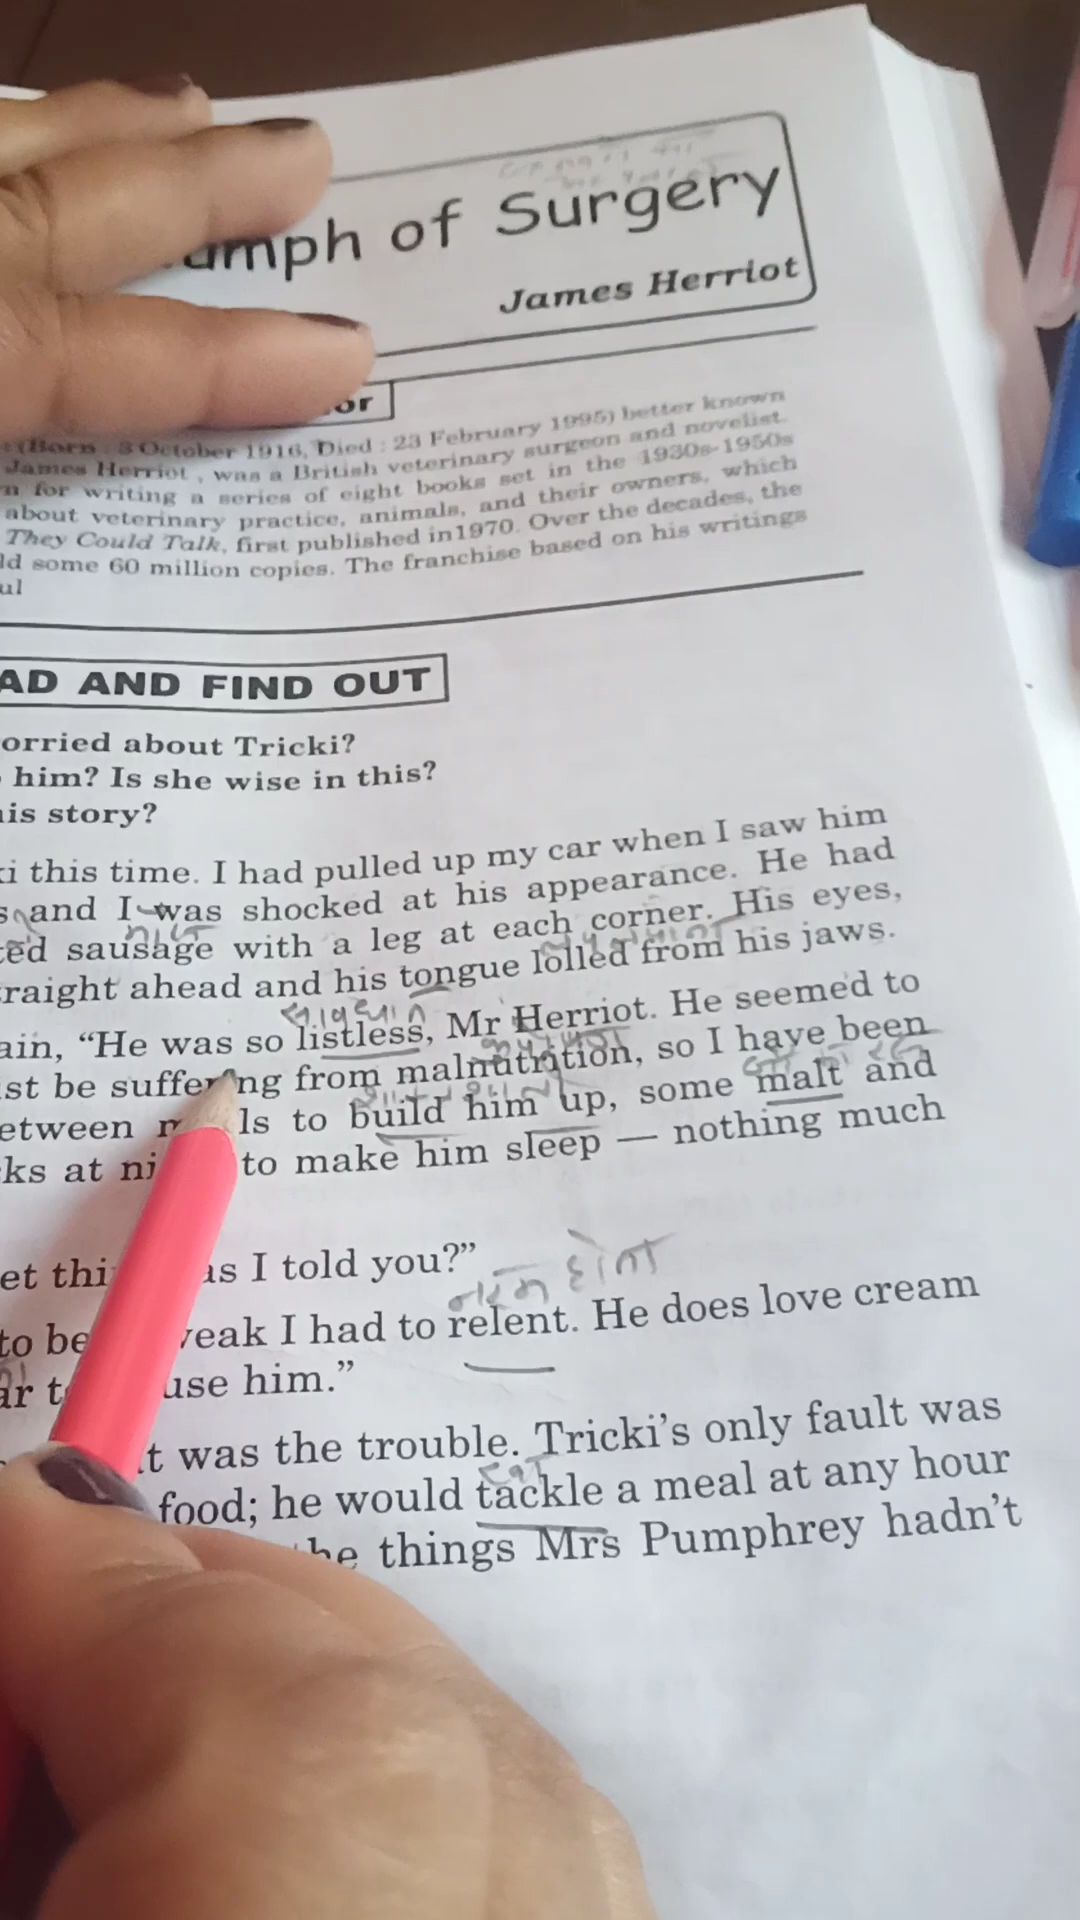 umph of Surgery
James Herriot
or
(Born : 3 October 1916, Died : 23 February 1995) better known
James Herriot , was a British veterinary surgeon and novelist.
n for writing a series of eight books set in the 1930s-1950s
about veterinary practice, animals, and their owners, which
They Could Talk, first published in1970. Over the decades, the
ld some 60 million copies. The franchise based on his writings
ul
AD AND FIND OUT
orried about Tricki?
him? Is she wise in this?
is story?
i this time. I had pulled up my car when I saw him
s and I was shocked at his appearance. He had
ed sausage with a leg at each corner. His eyes,
raight ahead and his tongue lolled from his jaws.
ain, “He was so listless, Mr Herriot. He seemed to
st be suffering from malnutrition, so I have been
etween ls to build him up, some malt and
ks at ni to make him sleep — nothing much
et thi as I told you?”
नरम होना
to be eak I had to relent. He does love cream
ar t use him.”
t was the trouble. Tricki’s only fault was
food; he would tackle a meal at any hour
he things Mrs Pumphrey hadn’t